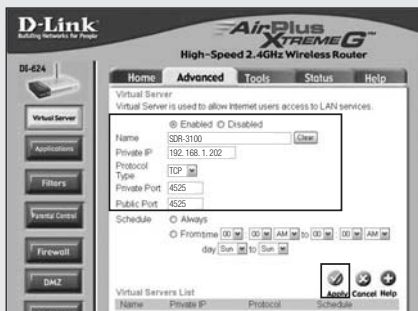 D-Link
Building Networks for People
AirPlus
XTREME G
High-Speed 2.4GHz Wireless Router
DI-624
Home Advanced Tools Status Help
Virtual Server
Applications
Filters
Parental Control
Firewall
DMZ
Virtual Server
Virtual Server is used to allow Internet users access to LAN services.
Enabled Disabled
Name SDR-3100 Clear
Private IP 192.168.1.202
Protocol
Type TCP
Private Port 4525
Public Port 4525
Schedule Always
From time 00 : 00 AM to 00 : 00 AM
day Sun to Sun
Apply Cancel Help
Virtual Servers List
Name Private IP Protocol Schedule